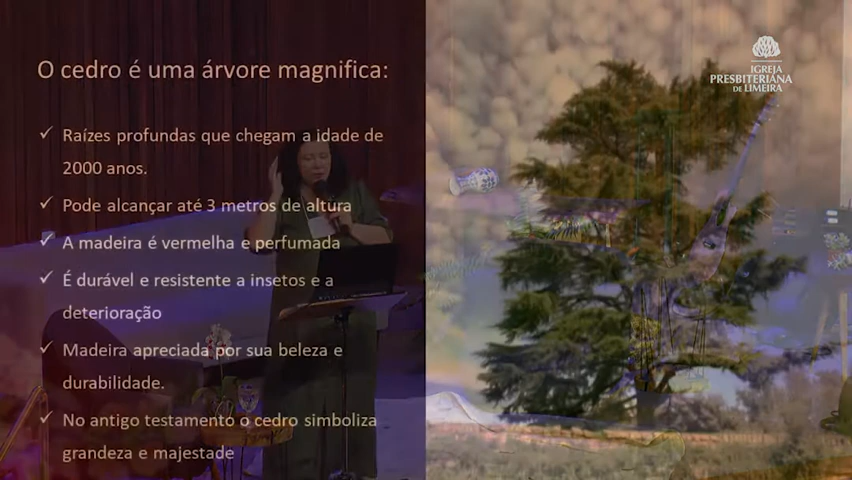 O cedro é uma árvore magnifica:
✓ Raízes profundas que chegam a idade de
2000 anos.
✓ Pode alcançar até 3 metros de altura
✓ A madeira é vermelha e perfumada
✓ É durável e resistente a insetos e a
deterioração
✓ Madeira apreciada por sua beleza e
durabilidade.
✓ No antigo testamento o cedro simboliza
grandeza e majestade
IGREJA
PRESBITERIANA
DE LIMEIRA